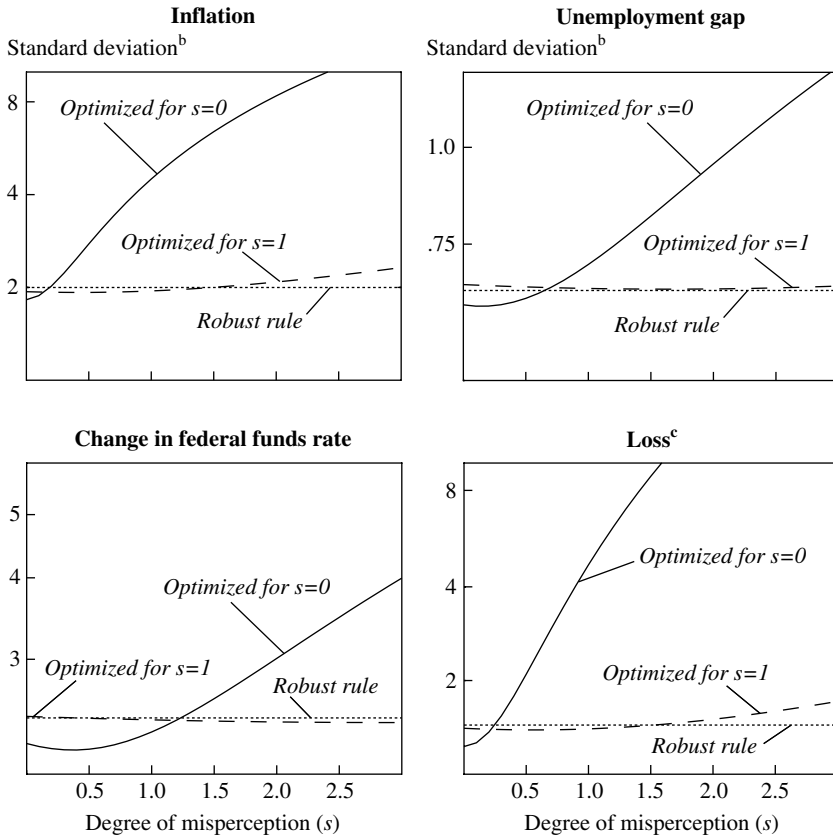 Inflation
Standard deviationᵇ
8
4
2
Optimized for s=0
Optimized for s=1
Robust rule
Unemployment gap
Standard deviationᵇ
1.0
.75
Optimized for s=0
Optimized for s=1
Robust rule
Change in federal funds rate
5
4
3
Optimized for s=0
Optimized for s=1
Robust rule
0.5 1.0 1.5 2.0 2.5
Degree of misperception (s)
Lossᶜ
8
4
2
Optimized for s=0
Optimized for s=1
Robust rule
0.5 1.0 1.5 2.0 2.5
Degree of misperception (s)